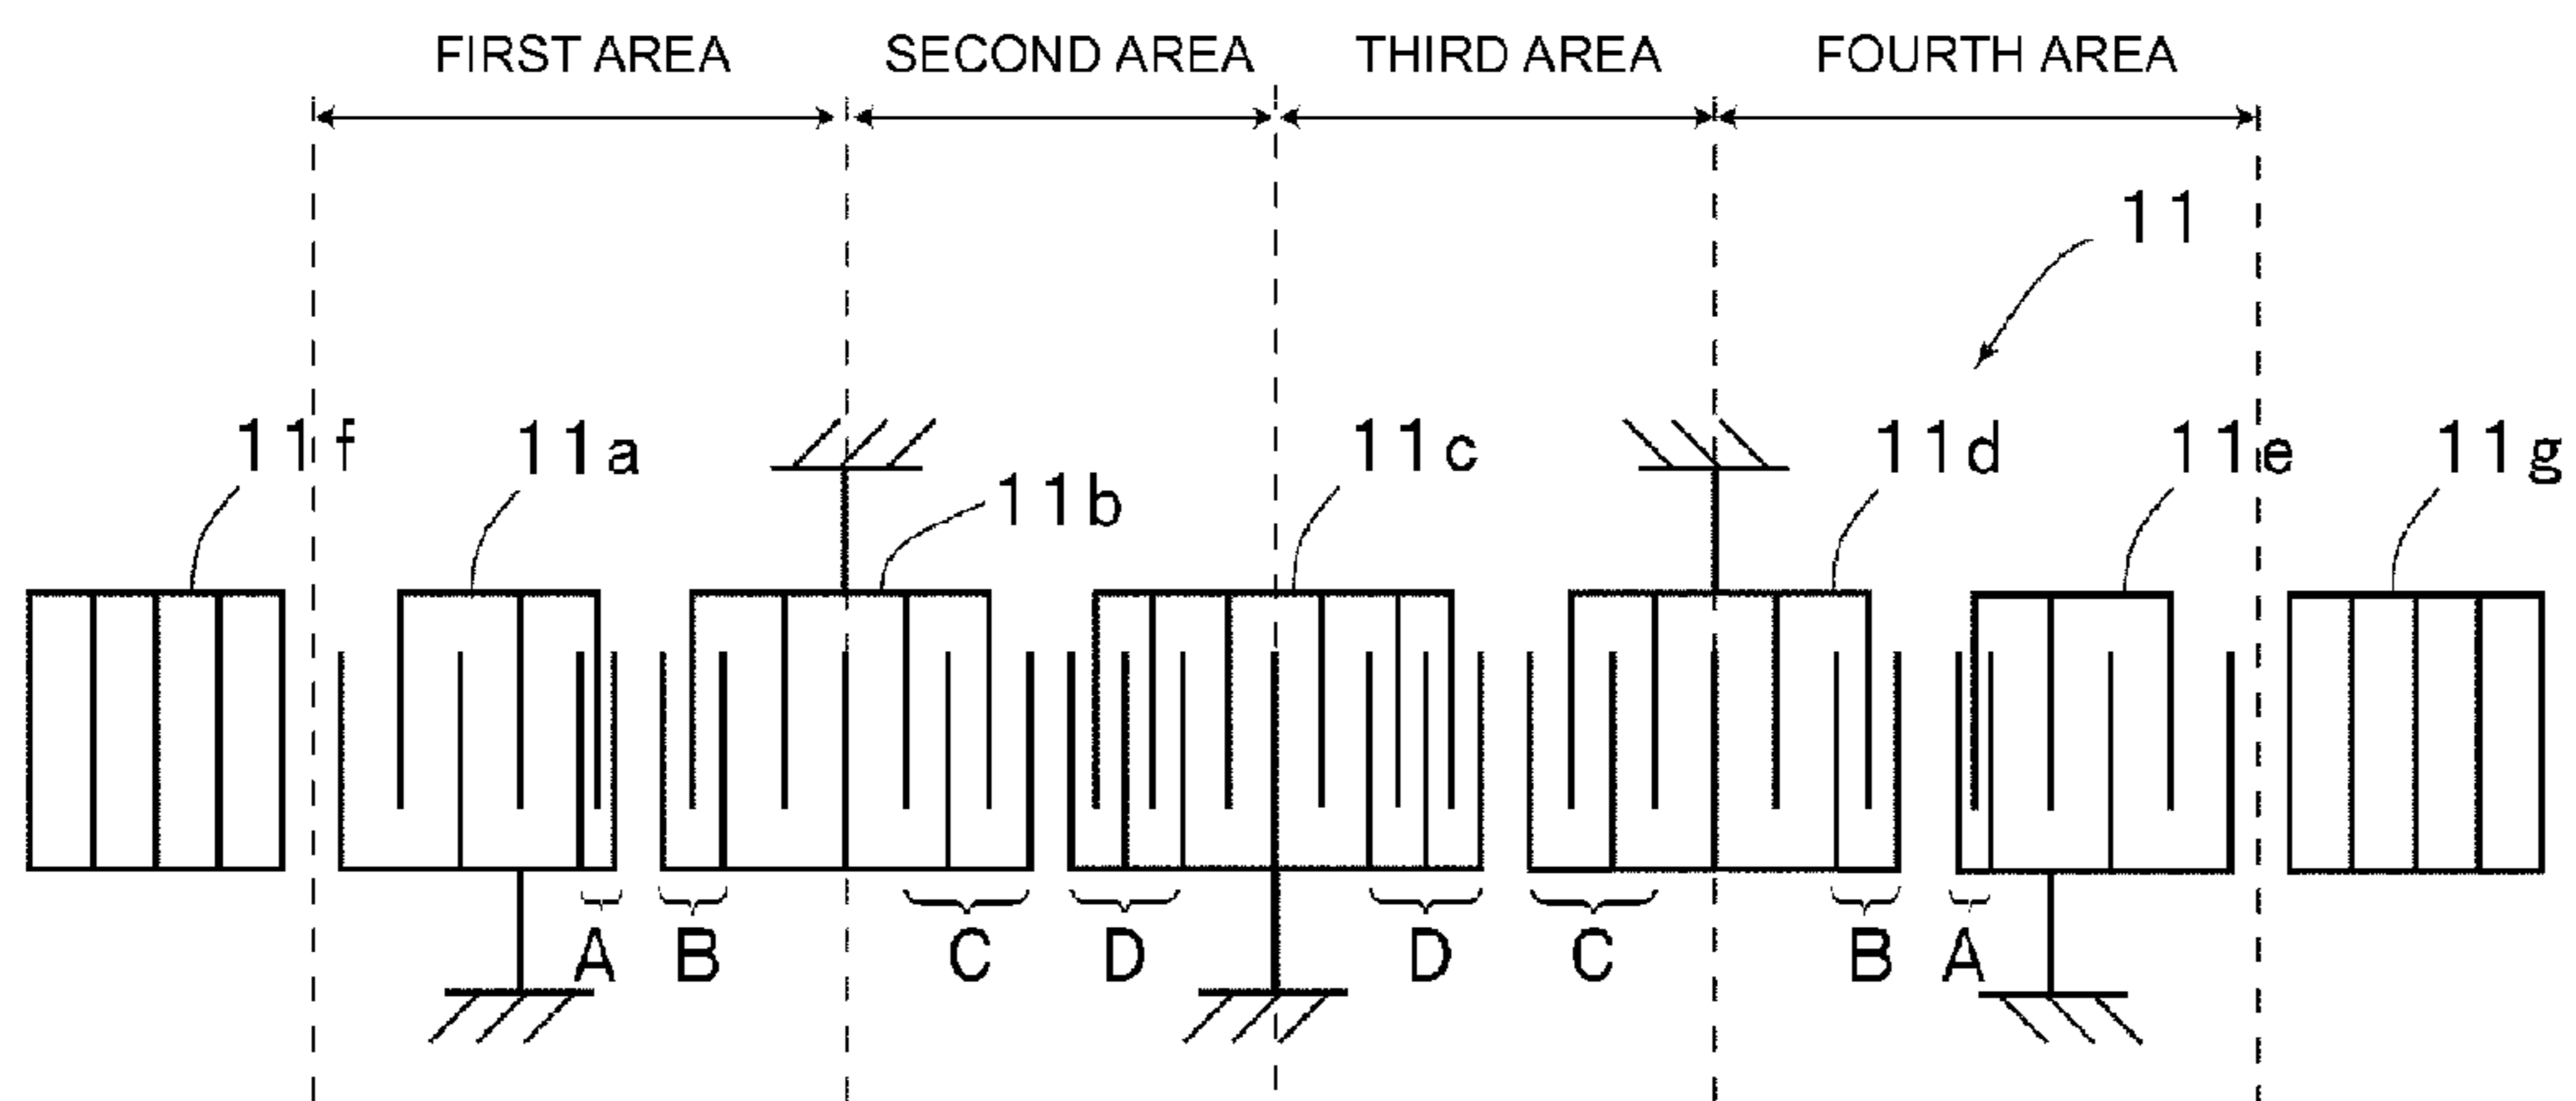 FIRST AREA SECOND AREA THIRD AREA FOURTH AREA
11
11f 11a 11b 11c 11d 11e 11g
A B C D D C B A